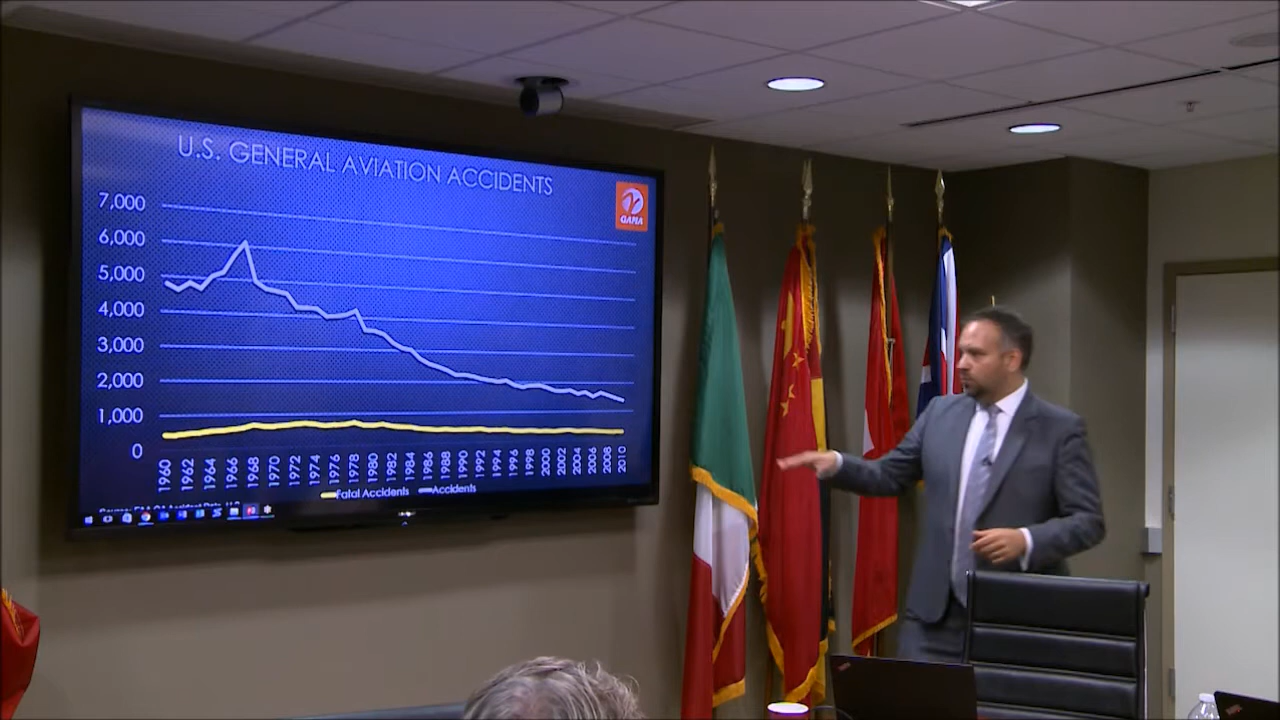 U.S. GENERAL AVIATION ACCIDENTS
GAMA
7,000
6,000
5,000
4,000
3,000
2,000
1,000
0
1960 1962 1964 1966 1968 1970 1972 1974 1976 1978 1980 1982 1984 1986 1988 1990 1992 1994 1996 1998 2000 2002 2004 2006 2008 2010
Fatal Accidents Accidents